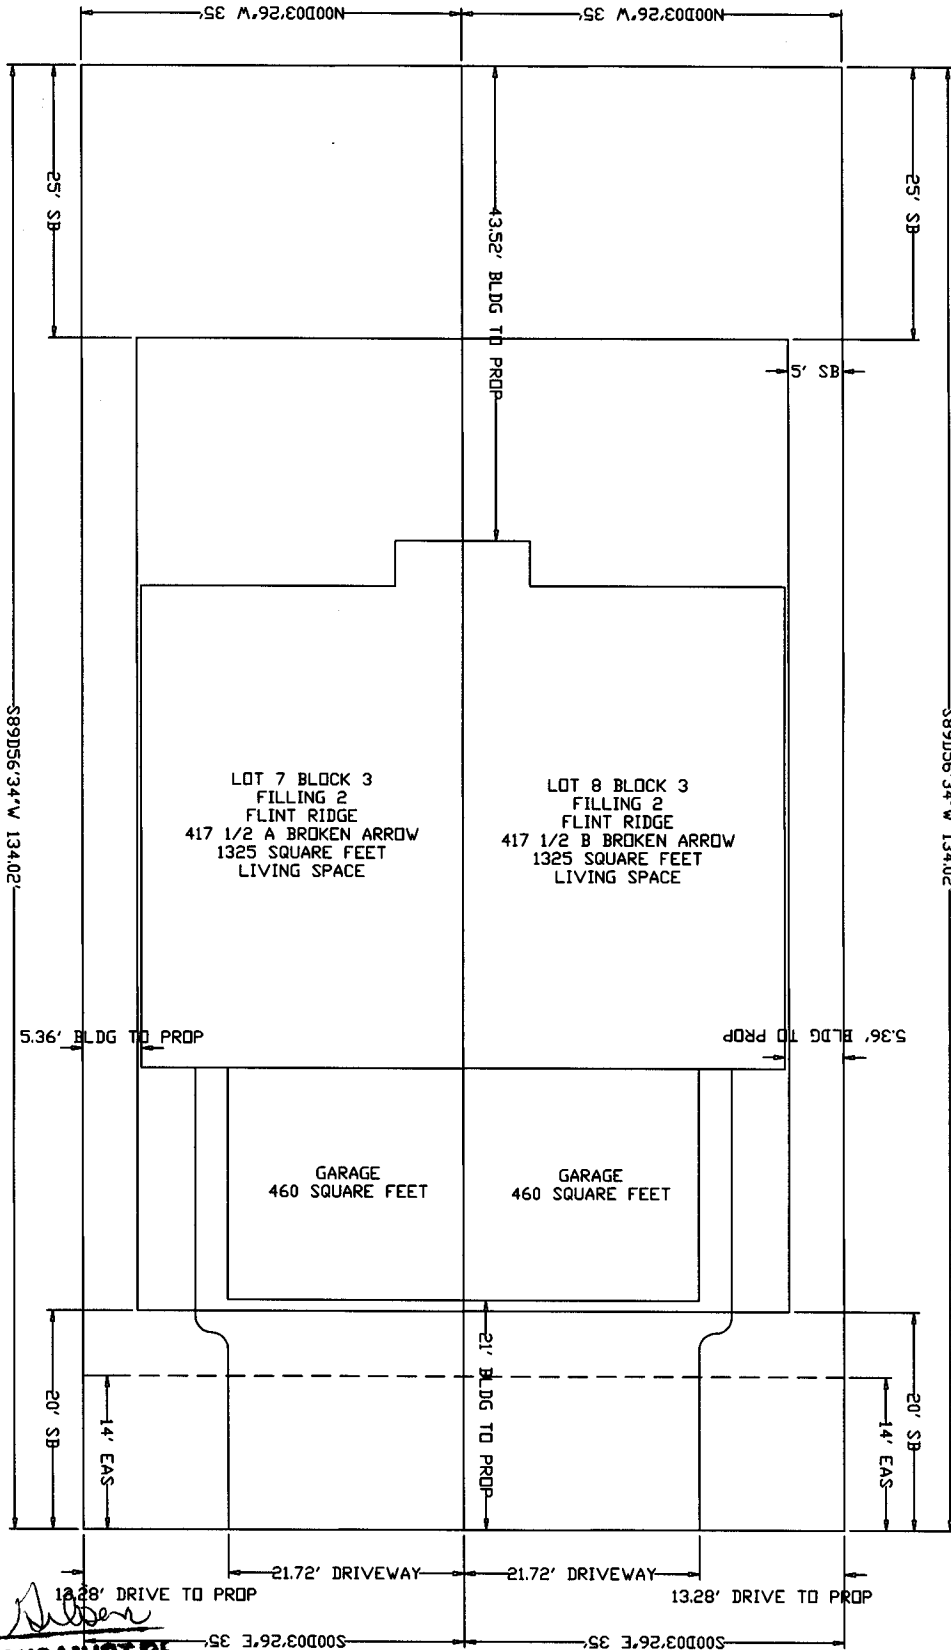 N00D03'26"W 35'
N00D03'26"W 35'
25' SB
25' SB
43.52' BLDG TO PROP
5' SB
S89D56'34"W 134.02'
S89D56'34"W 134.02'
LOT 7 BLOCK 3
FILLING 2
FLINT RIDGE
417 1/2 A BROKEN ARROW
1325 SQUARE FEET
LIVING SPACE
LOT 8 BLOCK 3
FILLING 2
FLINT RIDGE
417 1/2 B BROKEN ARROW
1325 SQUARE FEET
LIVING SPACE
5.36' BLDG TO PROP
5.36' BLDG TO PROP
GARAGE
460 SQUARE FEET
GARAGE
460 SQUARE FEET
20' SB
14' EAS
21' BLDG TO PROP
14' EAS
20' SB
21.72' DRIVEWAY
21.72' DRIVEWAY
13.28' DRIVE TO PROP
13.28' DRIVE TO PROP
S00D03'26"E 35'
S00D03'26"E 35'